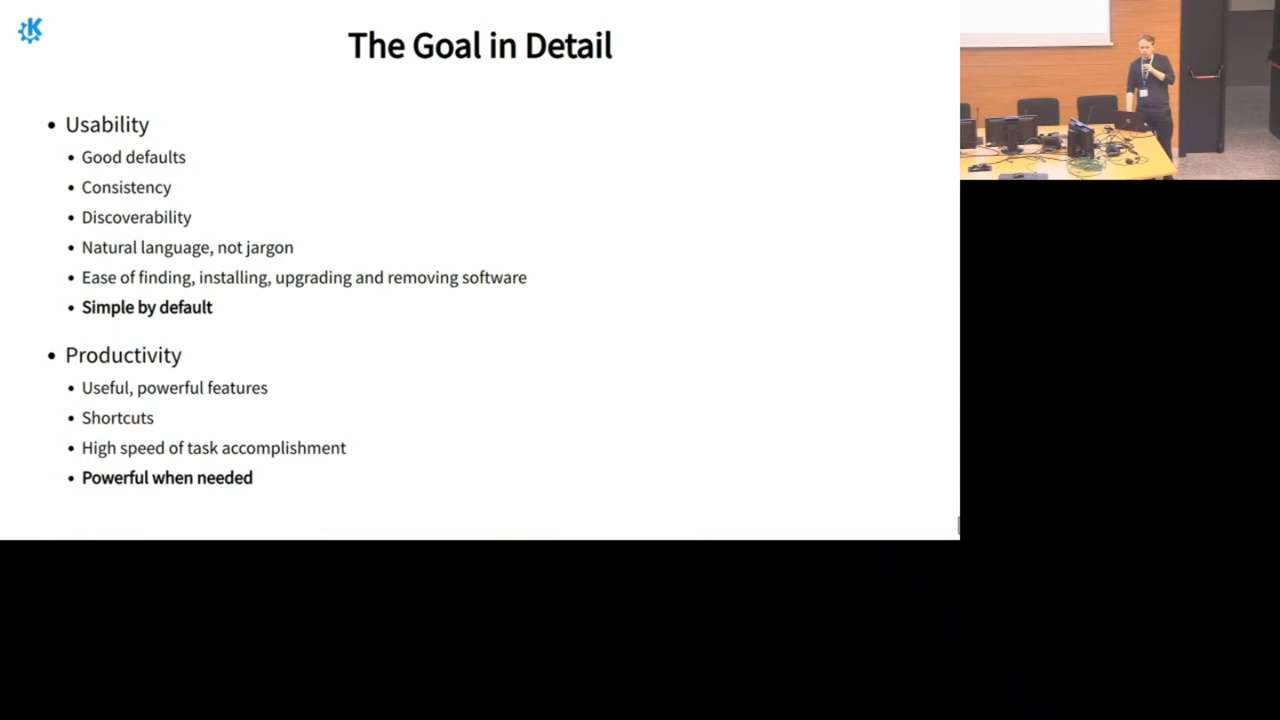 The Goal in Detail
• Usability
• Good defaults
• Consistency
• Discoverability
• Natural language, not jargon
• Ease of finding, installing, upgrading and removing software
• Simple by default
• Productivity
• Useful, powerful features
• Shortcuts
• High speed of task accomplishment
• Powerful when needed